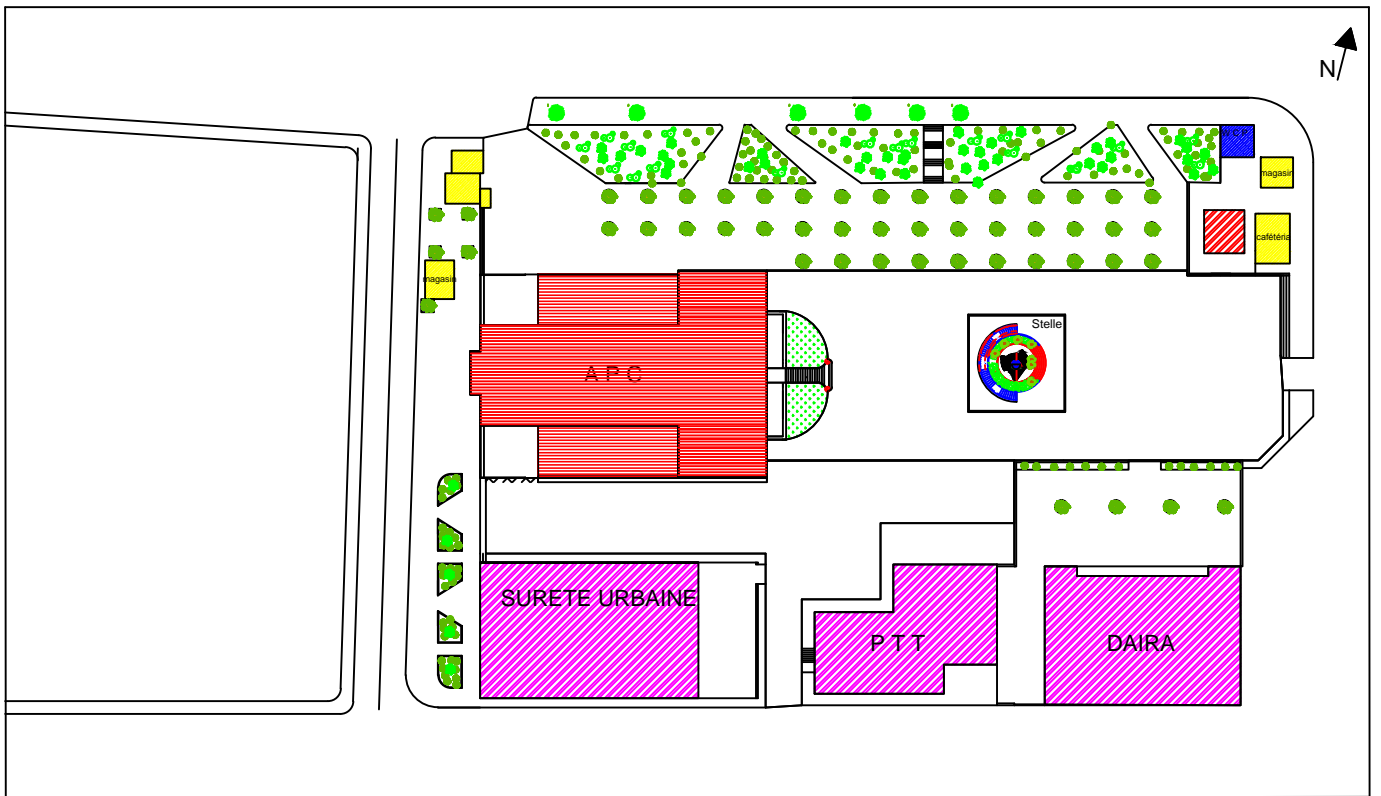 N
magasin
cafétéria
magasin
Stelle
A P C
SURETE URBAINE
P T T
DAIRA